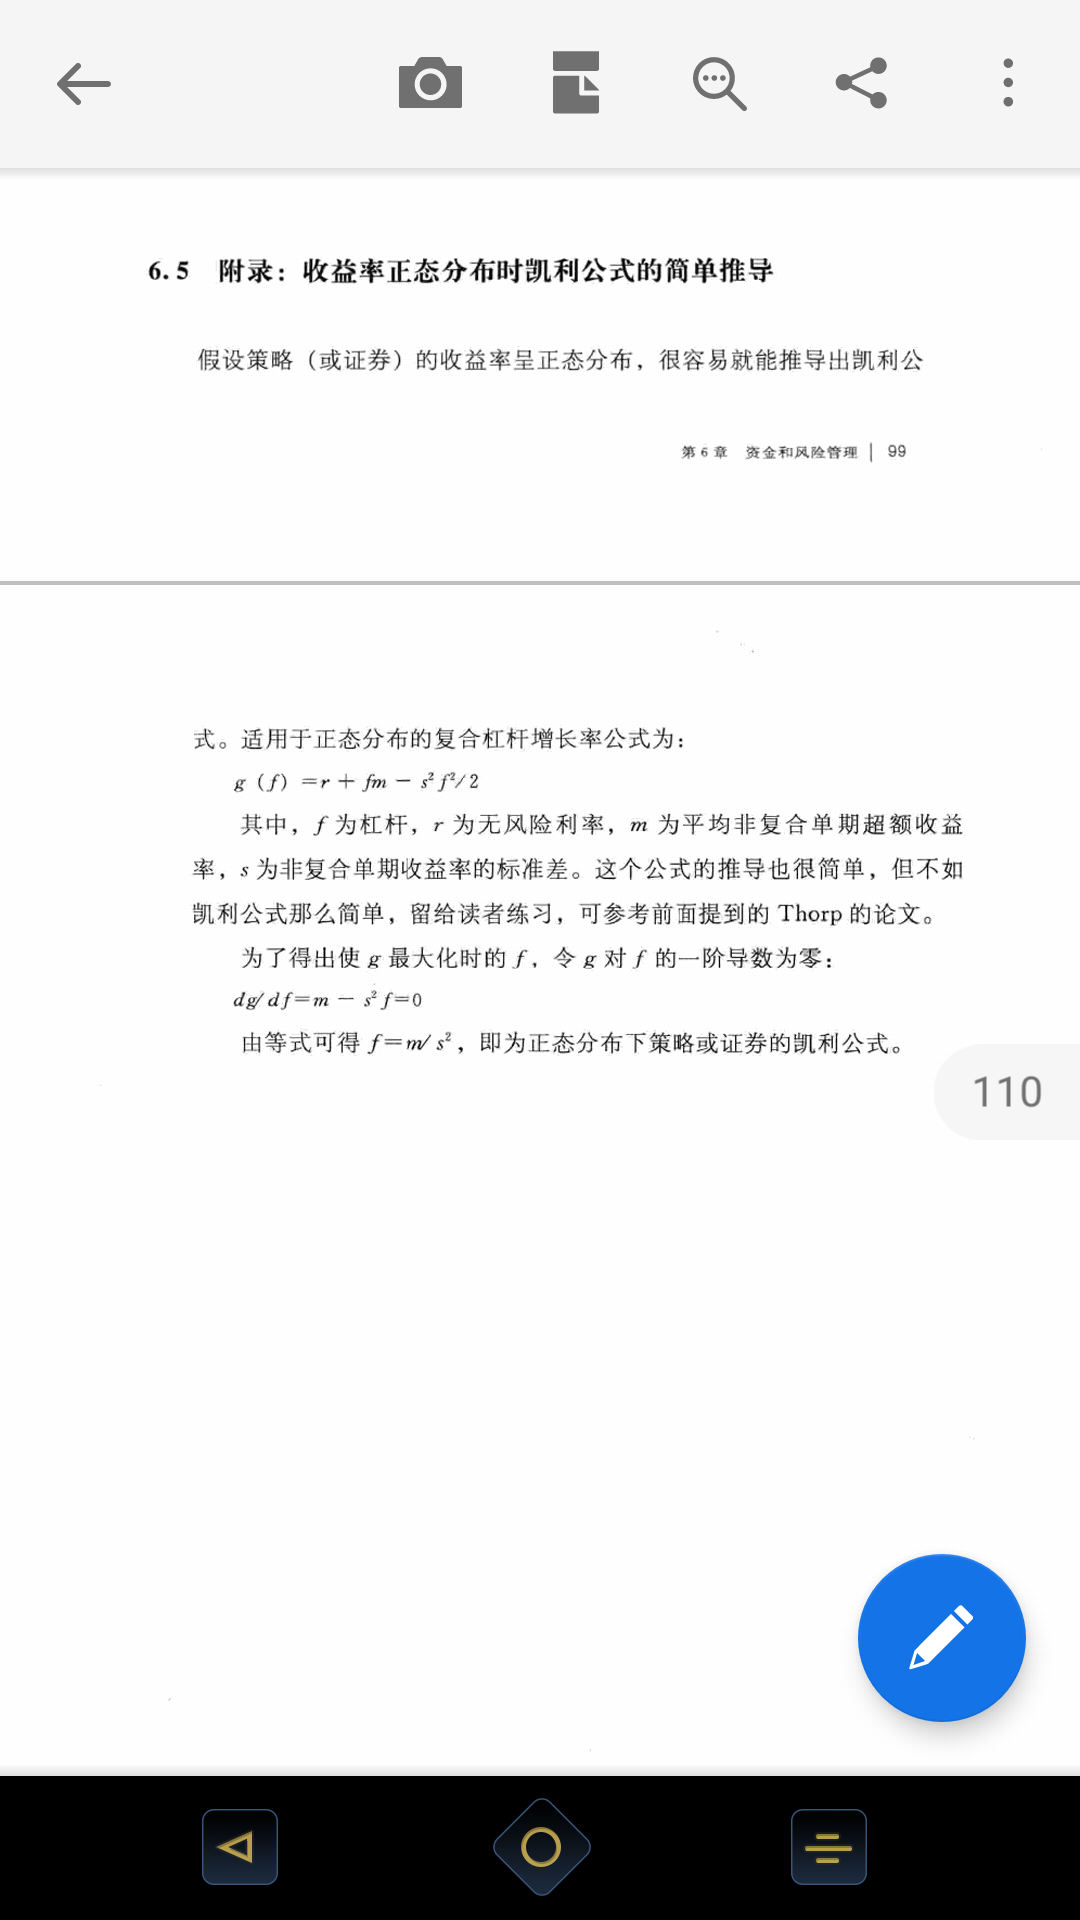 6.5 附录：收益率正态分布时凯利公式的简单推导
假设策略（或证券）的收益率呈正态分布，很容易就能推导出凯利公
第 6 章 资金和风险管理 | 99
式。适用于正态分布的复合杠杆增长率公式为：
g (f) =r + fm − s² f²/2
其中，f 为杠杆，r 为无风险利率，m 为平均非复合单期超额收益
率，s 为非复合单期收益率的标准差。这个公式的推导也很简单，但不如
凯利公式那么简单，留给读者练习，可参考前面提到的 Thorp 的论文。
为了得出使 g 最大化时的 f，令 g 对 f 的一阶导数为零：
dg/df=m − s² f=0
由等式可得 f=m/s²，即为正态分布下策略或证券的凯利公式。
110